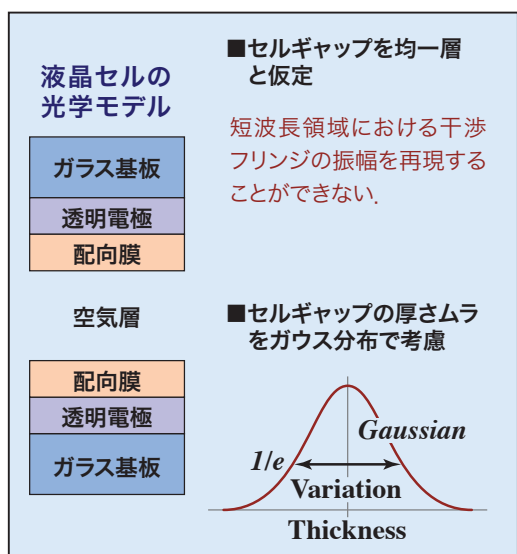 液晶セルの
光学モデル
ガラス基板
透明電極
配向膜
空気層
配向膜
透明電極
ガラス基板
■セルギャップを均一層
と仮定
短波長領域における干渉
フリンジの振幅を再現する
ことができない.
■セルギャップの厚さムラ
をガウス分布で考慮
Gaussian
1/e
Variation
Thickness